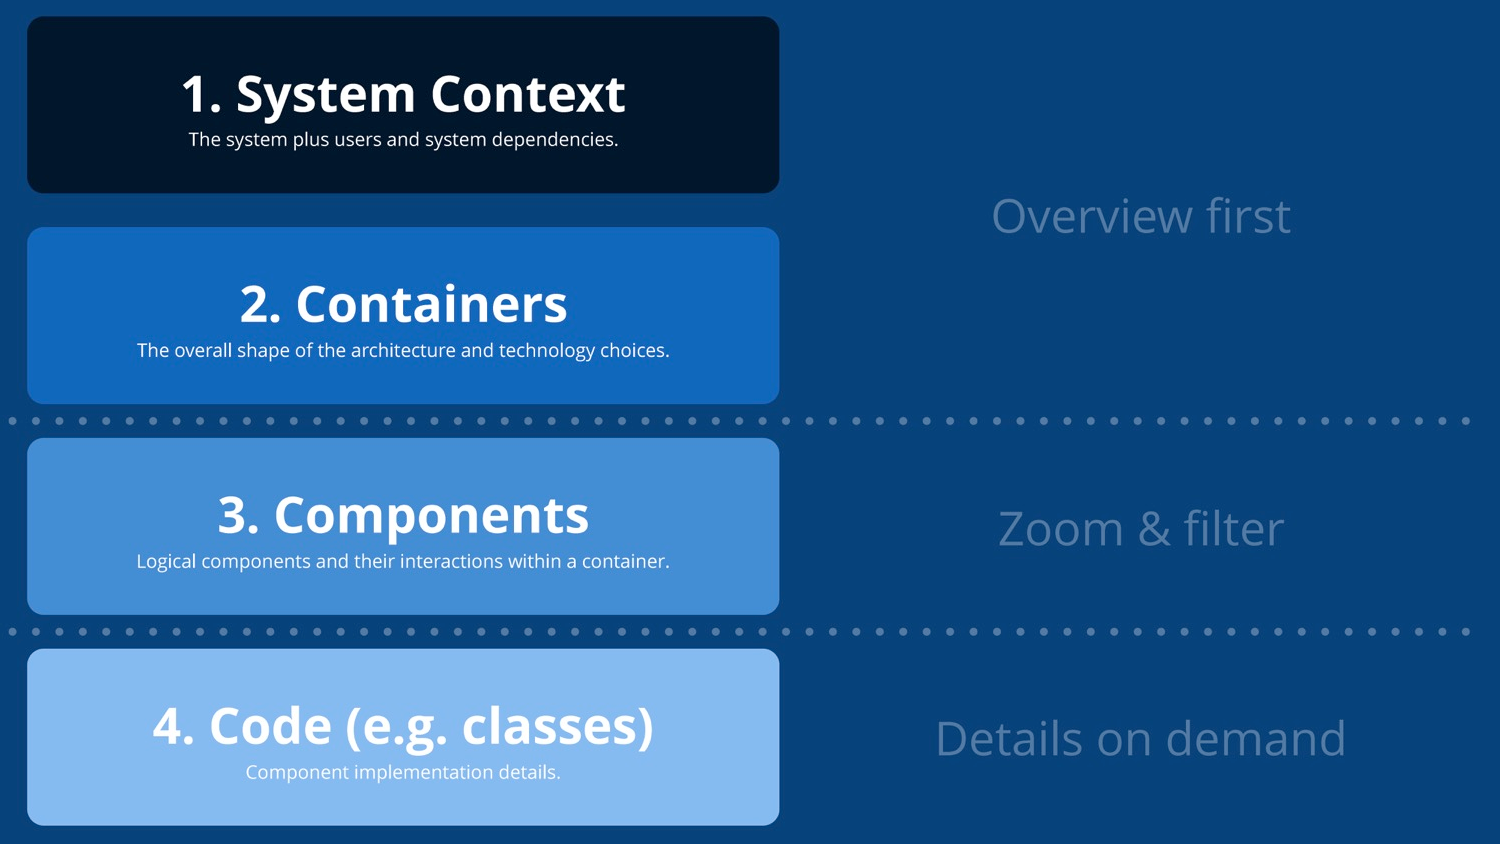 1. System Context
The system plus users and system dependencies.
Overview first
2. Containers
The overall shape of the architecture and technology choices.
3. Components
Logical components and their interactions within a container.
Zoom & filter
4. Code (e.g. classes)
Component implementation details.
Details on demand